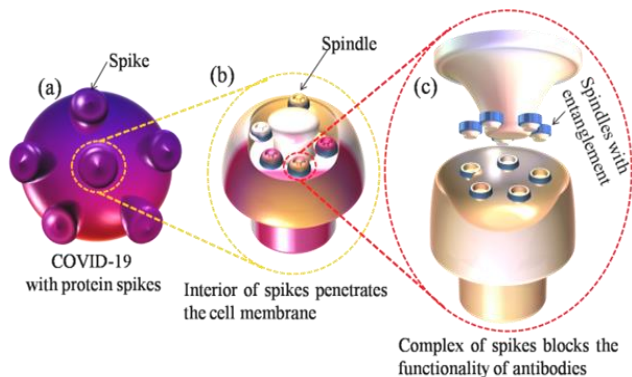 (a)
Spike
COVID-19
with protein spikes
(b)
Spindle
Interior of spikes penetrates
the cell membrane
(c)
Spindles with
entanglement
Complex of spikes blocks the
functionality of antibodies